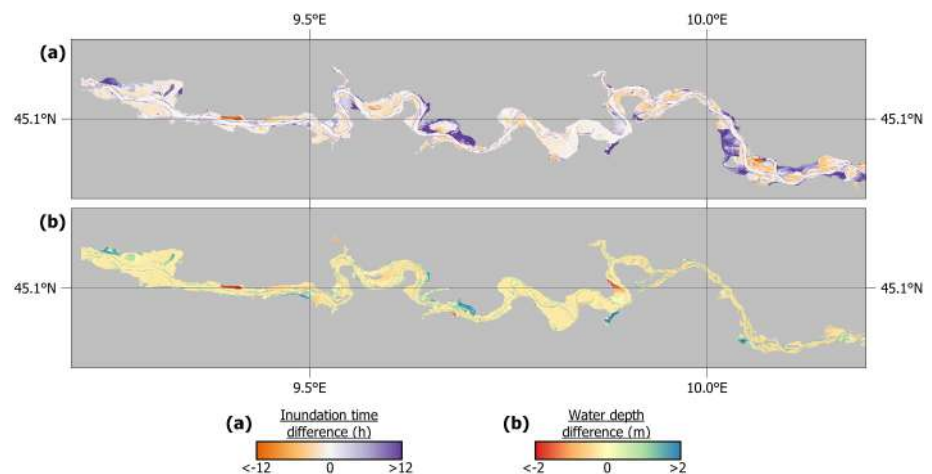 9.5°E 10.0°E
(a)
45.1°N 45.1°N
(b)
45.1°N 45.1°N
9.5°E 10.0°E
(a) Inundation time difference (h)
<-12 0 >12
(b) Water depth difference (m)
<-2 0 >2